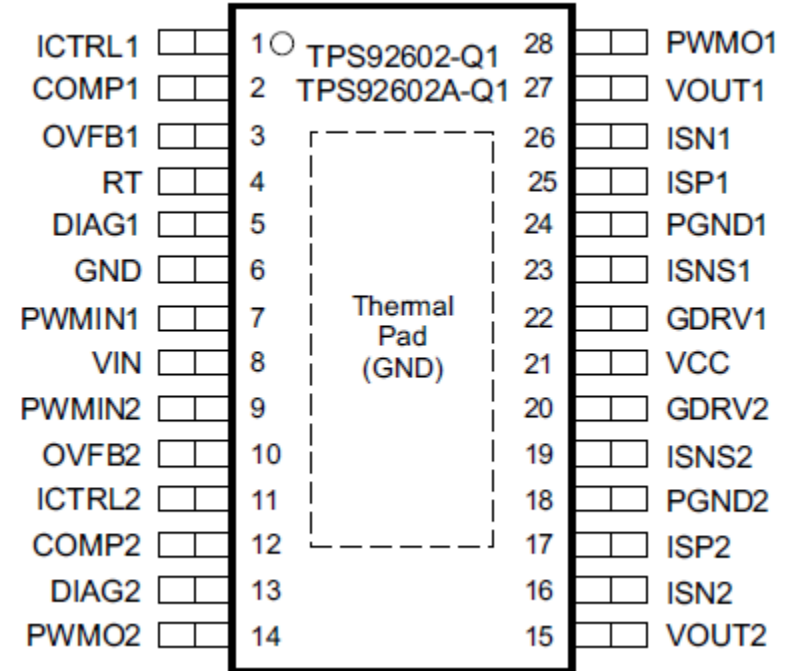 ICTRL1 1 TPS92602-Q1 28 PWMO1
COMP1 2 TPS92602A-Q1 27 VOUT1
OVFB1 3 26 ISN1
RT 4 25 ISP1
DIAG1 5 24 PGND1
GND 6 23 ISNS1
PWMIN1 7 Thermal 22 GDRV1
Pad
VIN 8 (GND) 21 VCC
PWMIN2 9 20 GDRV2
OVFB2 10 19 ISNS2
ICTRL2 11 18 PGND2
COMP2 12 17 ISP2
DIAG2 13 16 ISN2
PWMO2 14 15 VOUT2